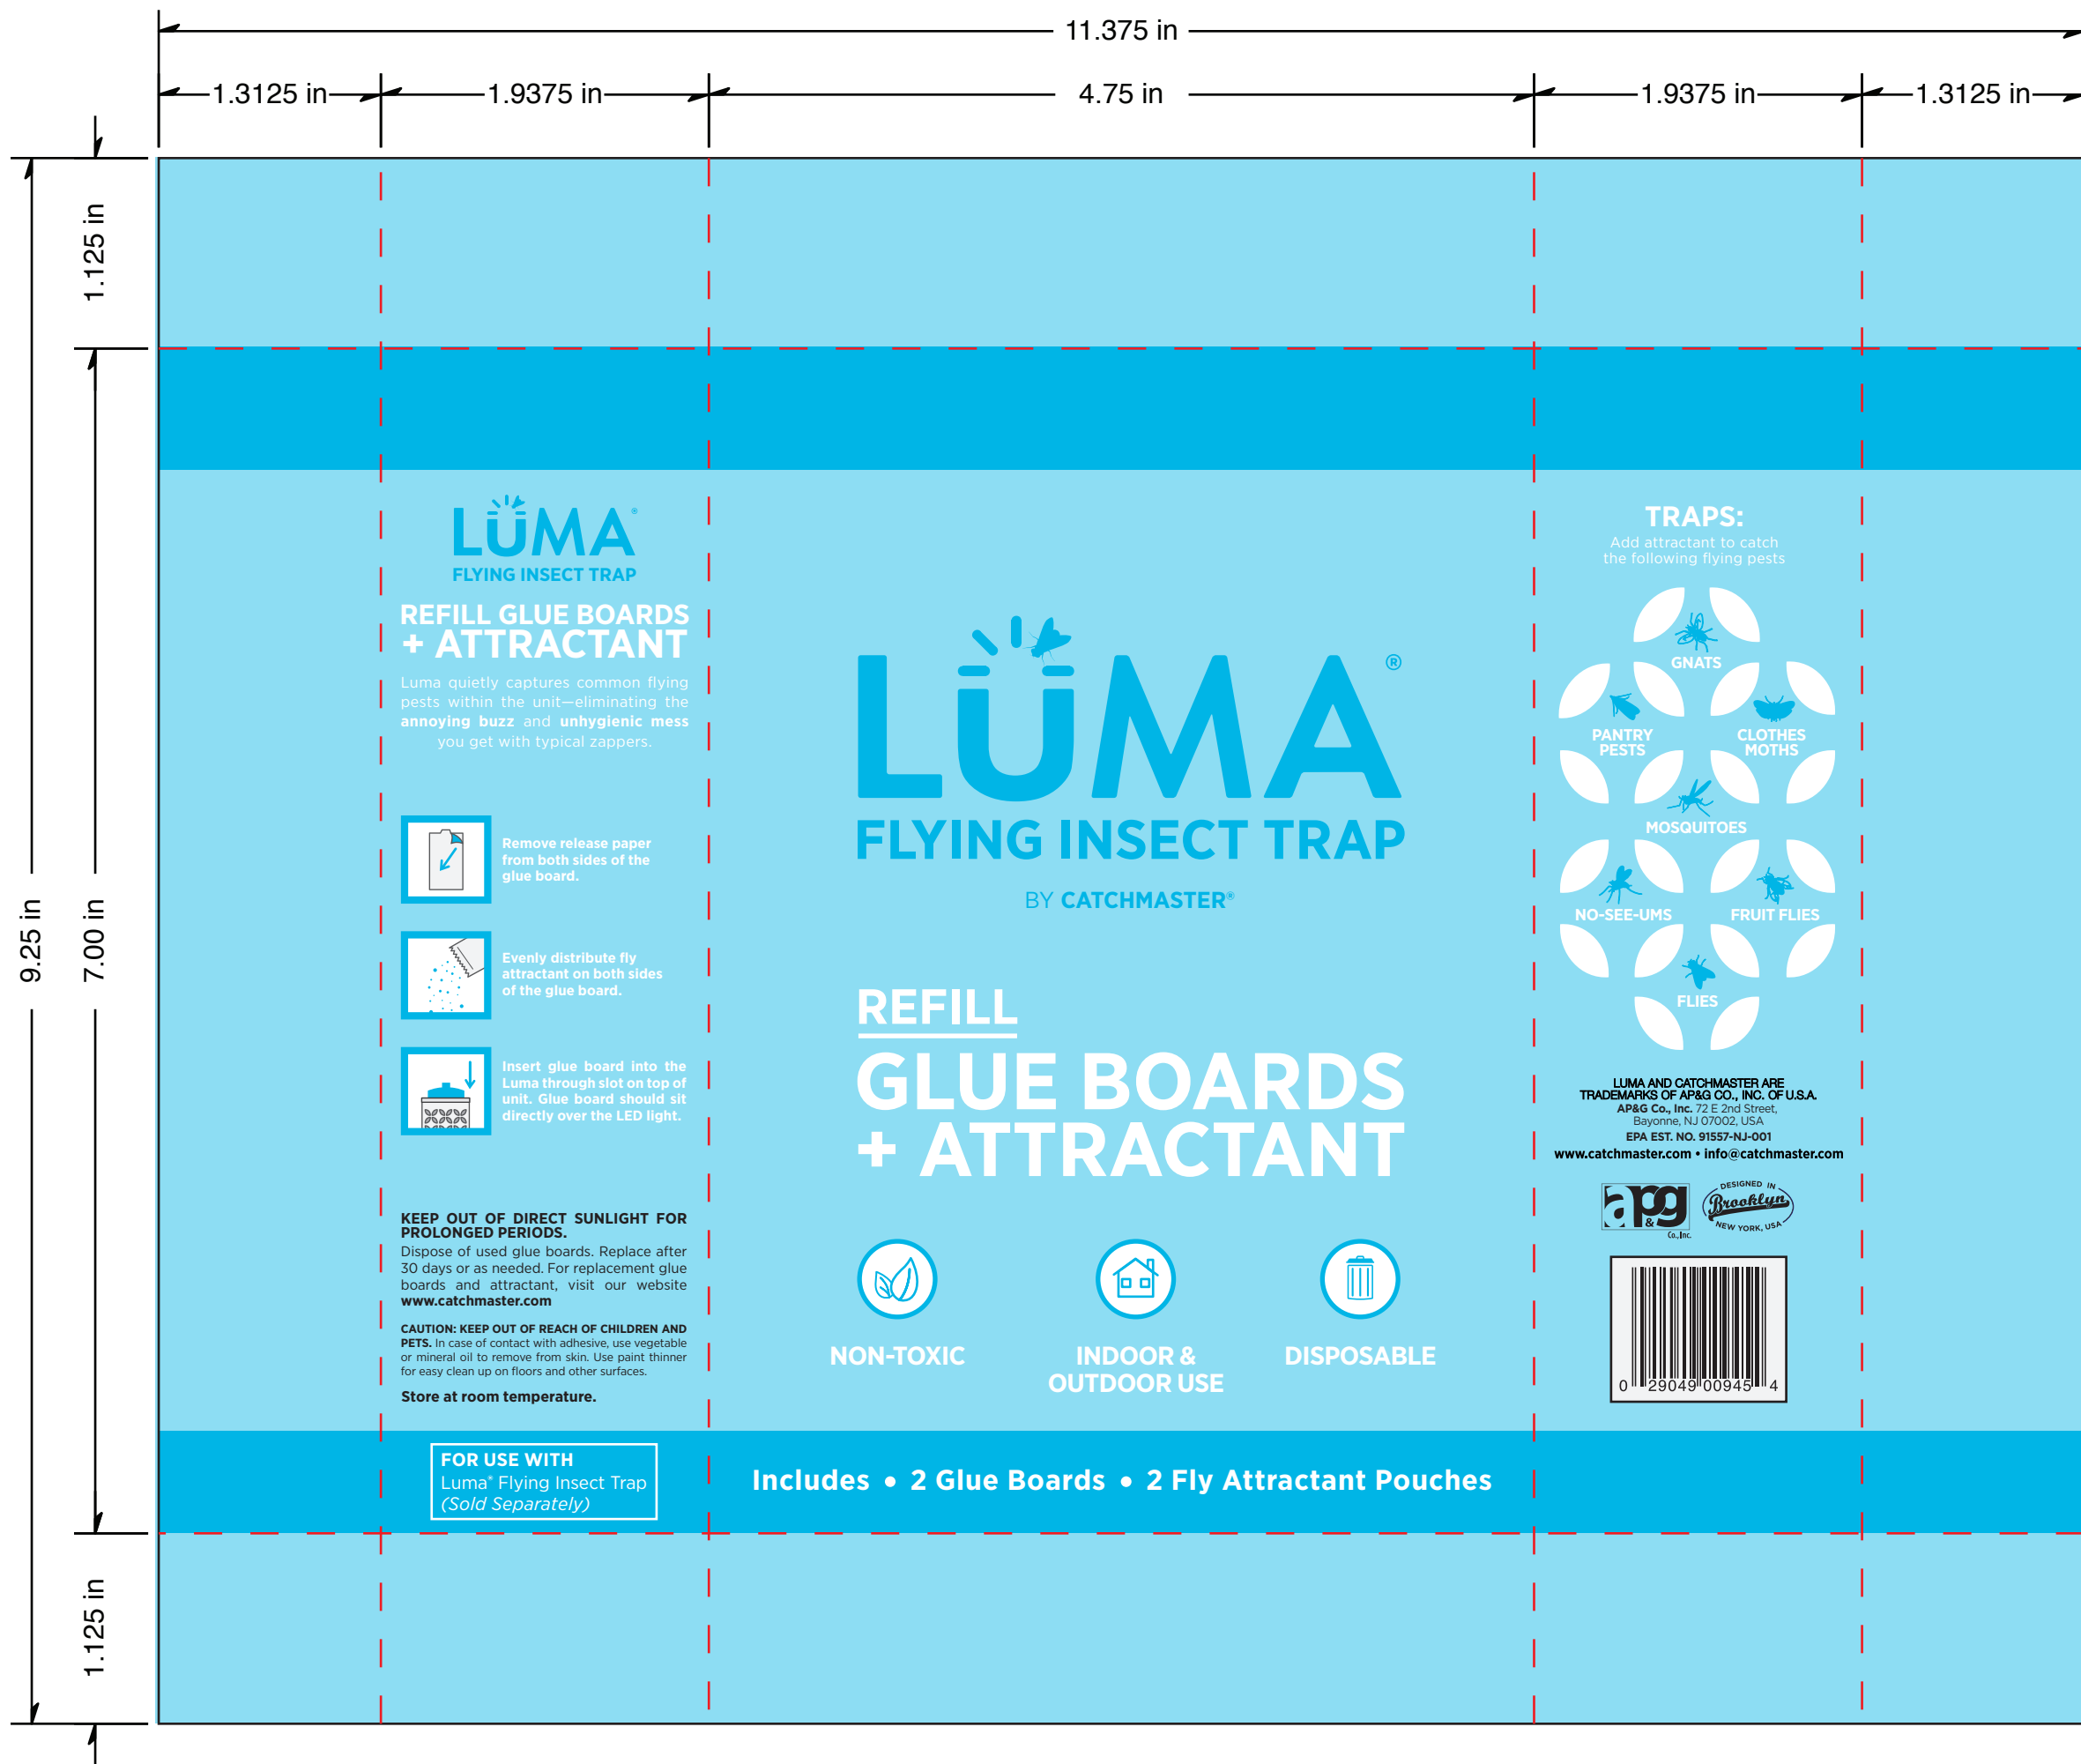 11.375 in
1.3125 in
1.9375 in
4.75 in
1.9375 in
1.3125 in
1.125 in
9.25 in
7.00 in
1.125 in
LÜMA®
FLYING INSECT TRAP
REFILL GLUE BOARDS
+ ATTRACTANT
Luma quietly captures common flying
pests within the unit—eliminating the
annoying buzz and unhygienic mess
you get with typical zappers.
Remove release paper
from both sides of the
glue board.
Evenly distribute fly
attractant on both sides
of the glue board.
Insert glue board into the
Luma through slot on top of
unit. Glue board should sit
directly over the LED light.
KEEP OUT OF DIRECT SUNLIGHT FOR
PROLONGED PERIODS.
Dispose of used glue boards. Replace after
30 days or as needed. For replacement glue
boards and attractant, visit our website
www.catchmaster.com
CAUTION: KEEP OUT OF REACH OF CHILDREN AND
PETS. In case of contact with adhesive, use vegetable
or mineral oil to remove from skin. Use paint thinner
for easy clean up on floors and other surfaces.
Store at room temperature.
FOR USE WITH
Luma® Flying Insect Trap
(Sold Separately)
LÜMA®
FLYING INSECT TRAP
BY CATCHMASTER®
REFILL
GLUE BOARDS
+ ATTRACTANT
NON-TOXIC
INDOOR &
OUTDOOR USE
DISPOSABLE
Includes • 2 Glue Boards • 2 Fly Attractant Pouches
TRAPS:
Add attractant to catch
the following flying pests
GNATS
PANTRY
PESTS
CLOTHES
MOTHS
MOSQUITOES
NO-SEE-UMS
FRUIT FLIES
FLIES
LUMA AND CATCHMASTER ARE
TRADEMARKS OF AP&G CO., INC. OF U.S.A.
AP&G Co., Inc. 72 E 2nd Street,
Bayonne, NJ 07002, USA
EPA EST. NO. 91557-NJ-001
www.catchmaster.com • info@catchmaster.com
ap&g
Co., Inc.
DESIGNED IN
Brooklyn
NEW YORK, USA
0 29049 00945 4